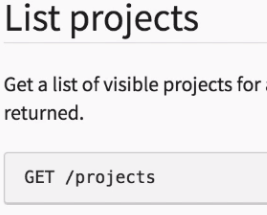 List projects
Get a list of visible projects for
returned.
GET /projects